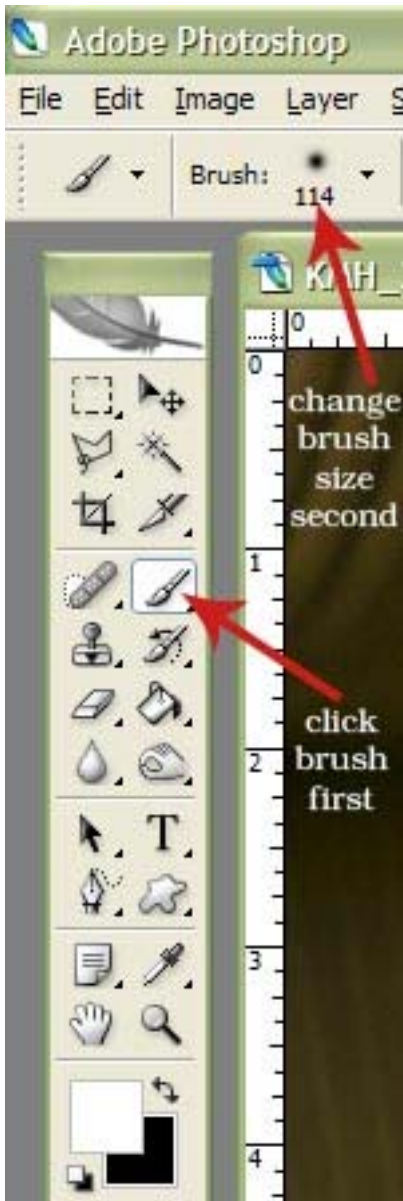 Adobe Photoshop
File Edit Image Layer S
Brush:
114
KMH_
0
0
change
brush
size
second
1
click
brush
first
2
T
3
4